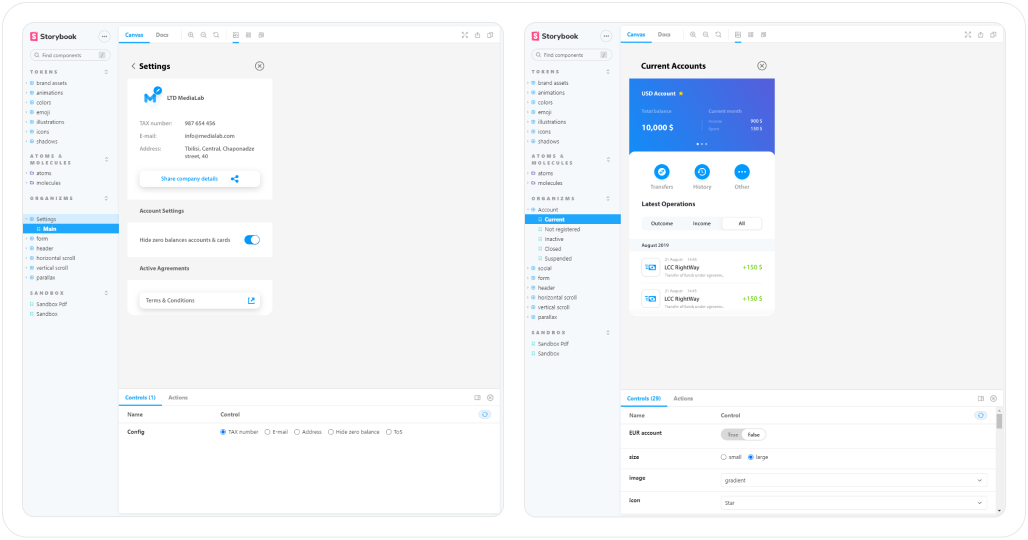 Storybook
Canvas Docs
Find components
/
TOKENS
brand assets
animations
colors
emoji
illustrations
icons
shadows
ATOMS & MOLECULES
atoms
molecules
ORGANIZMS
Settings
Main
form
header
horizontal scroll
vertical scroll
parallax
SANDBOX
Sandbox Pdf
Sandbox
Settings
LTD MediaLab
TAX number: 987 654 456
E-mail: info@medialab.com
Address: Tbilisi, Central, Chaponadze
street, 40
Share company details
Account Settings
Hide zero balances accounts & cards
Active Agreements
Terms & Conditions
Controls (1) Actions
Name Control
Config TAX number E-mail Address Hide zero balance ToS
Storybook
Canvas Docs
Find components
/
TOKENS
brand assets
animations
colors
emoji
illustrations
icons
shadows
ATOMS & MOLECULES
atoms
molecules
ORGANIZMS
Account
Current
Not registered
Inactive
Closed
Suspended
social
form
header
horizontal scroll
vertical scroll
parallax
SANDBOX
Sandbox Pdf
Sandbox
Current Accounts
USD Account
Total balance Current month
Income 900 $
10,000 $ Spent 150 $
Transfers History Other
Latest Operations
Outcome Income All
August 2019
21 August
LCC RightWay +150 $
Transfer of funds under agreeme...
21 August
LCC RightWay +150 $
Transfer of funds under agreeme...
Controls (28) Actions
Name Control
EUR account True False
size small large
image gradient
icon Star